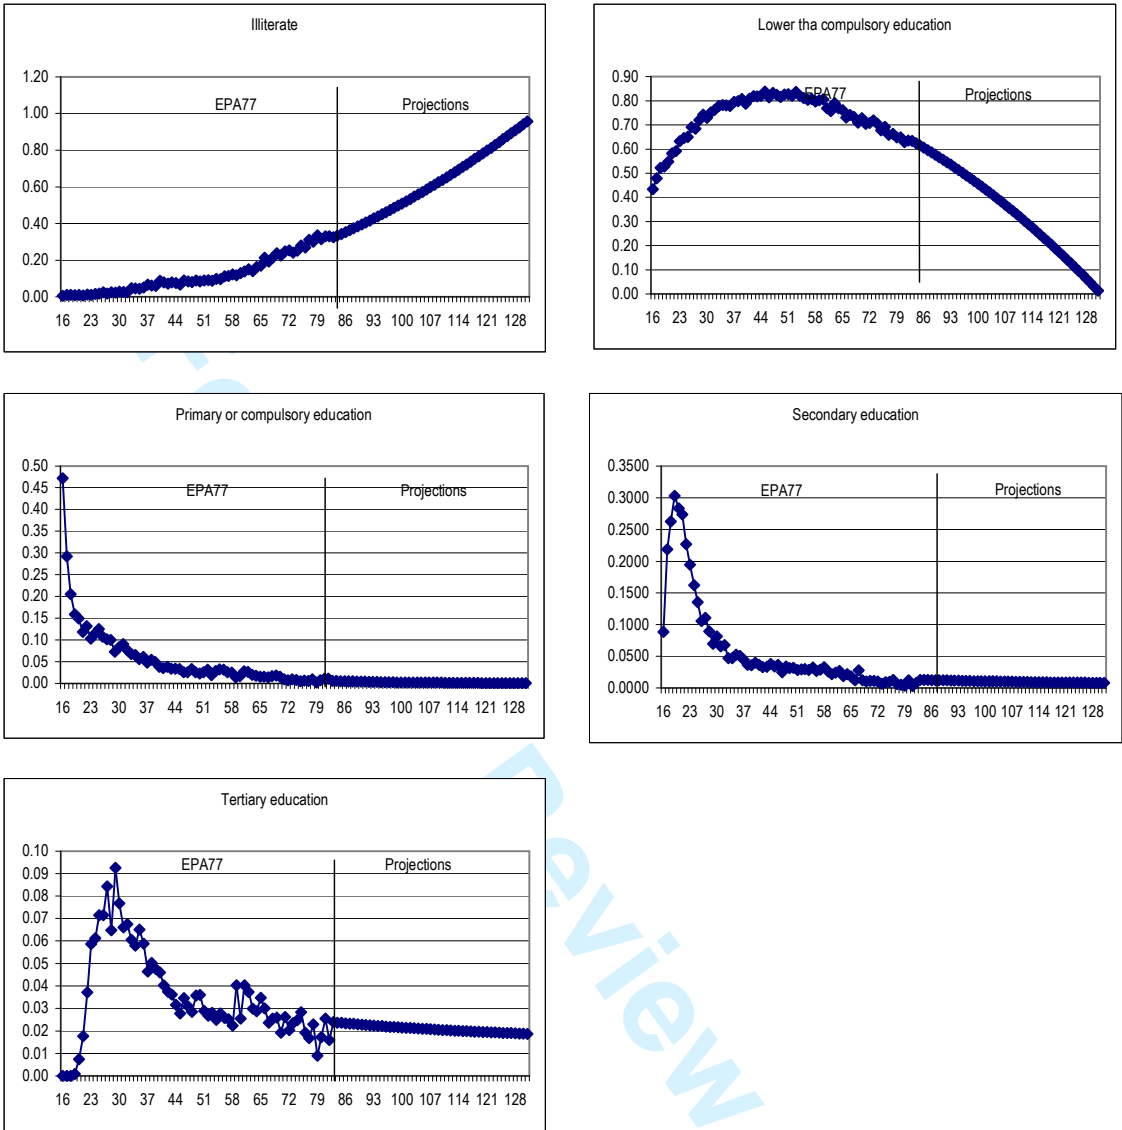 Illiterate
1.20
1.00
0.80
0.60
0.40
0.20
0.00
EPA77 Projections
16 23 30 37 44 51 58 65 72 79 86 93 100 107 114 121 128
Lower tha compulsory education
0.90
0.80
0.70
0.60
0.50
0.40
0.30
0.20
0.10
0.00
EPA77 Projections
16 23 30 37 44 51 58 65 72 79 86 93 100 107 114 121 128
Primary or compulsory education
0.50
0.45
0.40
0.35
0.30
0.25
0.20
0.15
0.10
0.05
0.00
EPA77 Projections
16 23 30 37 44 51 58 65 72 79 86 93 100 107 114 121 128
Secondary education
0.3500
0.3000
0.2500
0.2000
0.1500
0.1000
0.0500
0.0000
EPA77 Projections
16 23 30 37 44 51 58 65 72 79 86 93 100 107 114 121 128
Tertiary education
0.10
0.09
0.08
0.07
0.06
0.05
0.04
0.03
0.02
0.01
0.00
EPA77 Projections
16 23 30 37 44 51 58 65 72 79 86 93 100 107 114 121 128
Review